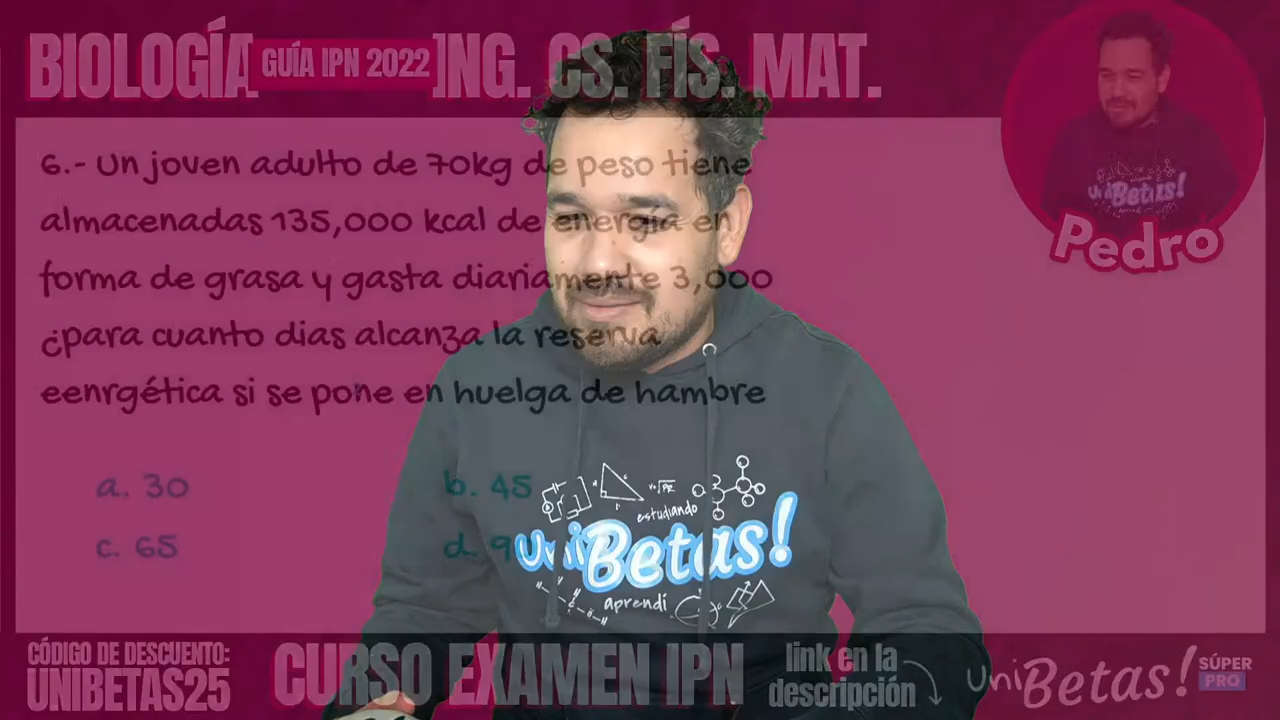 BIOLOGÍA [GUÍA IPN 2022] ING. CS. FÍS. MAT.
6.- Un joven adulto de 70kg de peso tiene
almacenadas 135,000 kcal de energía en
forma de grasa y gasta diariamente 3,000
¿para cuanto dias alcanza la reserva
eenrgética si se pone en huelga de hambre
a. 30
b. 45
c. 65
d.
Pedro
UniBetas!
estudiando
UniBetas!
aprendí
CÓDIGO DE DESCUENTO:
UNIBETAS25
CURSO EXAMEN IPN
link en la
descripción
UniBetas!
SÚPER
PRO